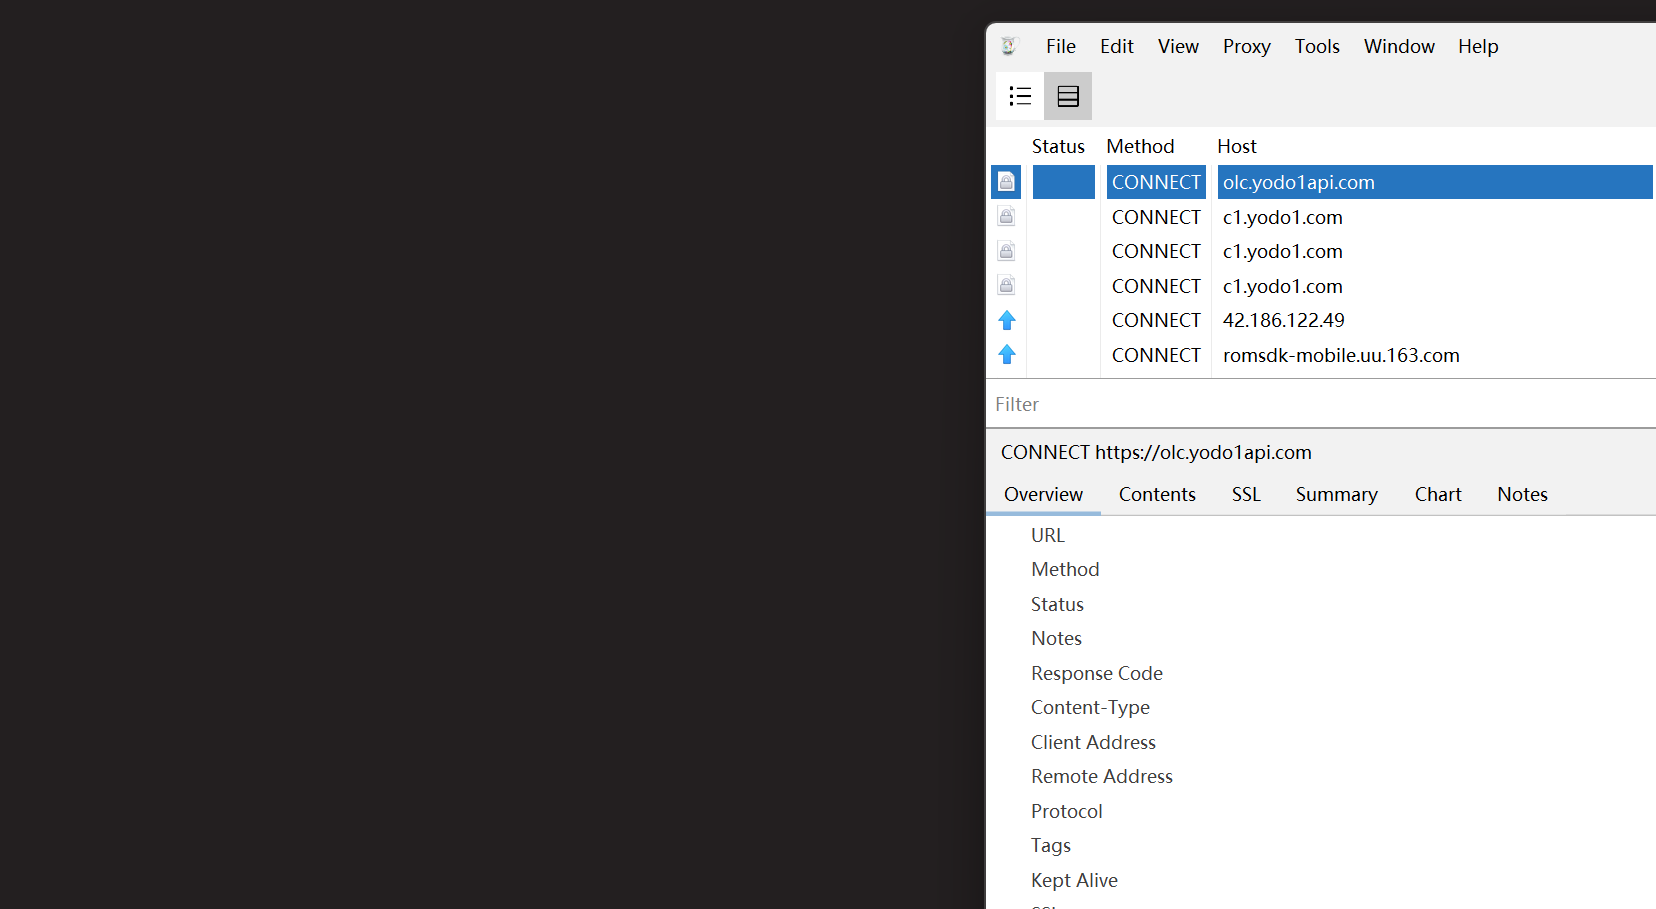 File Edit View Proxy Tools Window Help
Status Method Host
CONNECT olc.yodo1api.com
CONNECT c1.yodo1.com
CONNECT c1.yodo1.com
CONNECT c1.yodo1.com
CONNECT 42.186.122.49
CONNECT romsdk-mobile.uu.163.com
Filter
CONNECT https://olc.yodo1api.com
Overview Contents SSL Summary Chart Notes
URL
Method
Status
Notes
Response Code
Content-Type
Client Address
Remote Address
Protocol
Tags
Kept Alive